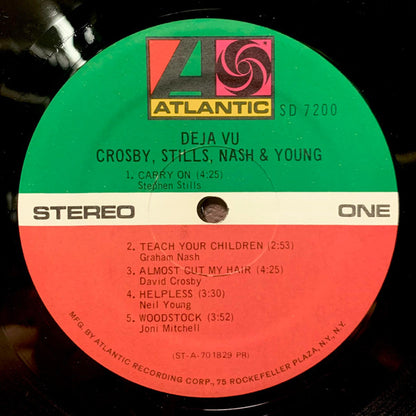 ATLANTIC
SD 7200
DEJA VU
CROSBY, STILLS, NASH & YOUNG
1. CARRY ON (4:25)
Stephen Stills
STEREO ONE
2. TEACH YOUR CHILDREN (2:53)
Graham Nash
3. ALMOST CUT MY HAIR (4:25)
David Crosby
4. HELPLESS (3:30)
Neil Young
5. WOODSTOCK (3:52)
Joni Mitchell
(ST-A-701829 PR)
MFG. BY ATLANTIC RECORDING CORP., 75 ROCKEFELLER PLAZA, N.Y., N.Y.